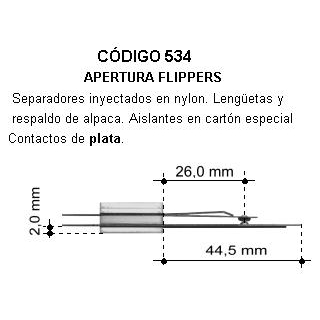 CÓDIGO 534
APERTURA FLIPPERS
Separadores inyectados en nylon. Lengüetas y
respaldo de alpaca. Aislantes en cartón especial
Contactos de plata.
26,0 mm
2,0 mm
44,5 mm